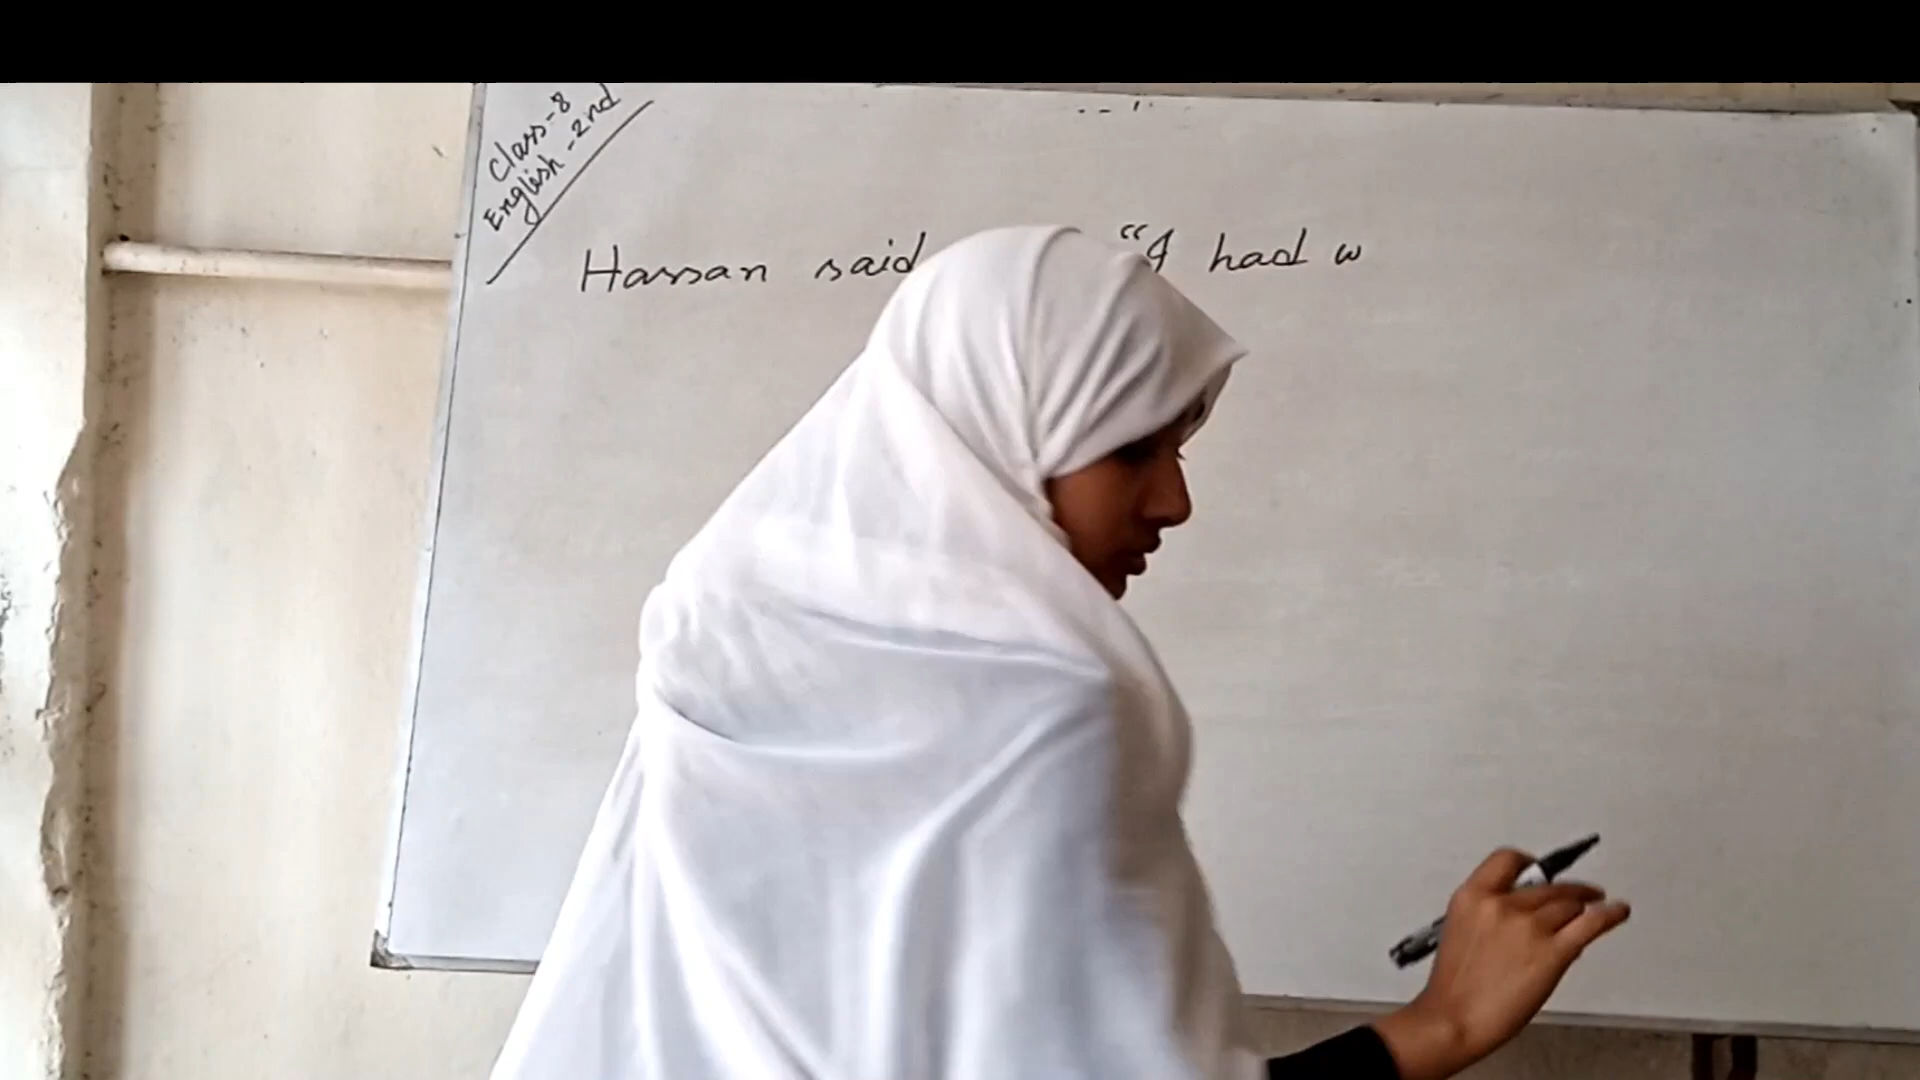 Class-8
English-2nd
Hassan said “I had w